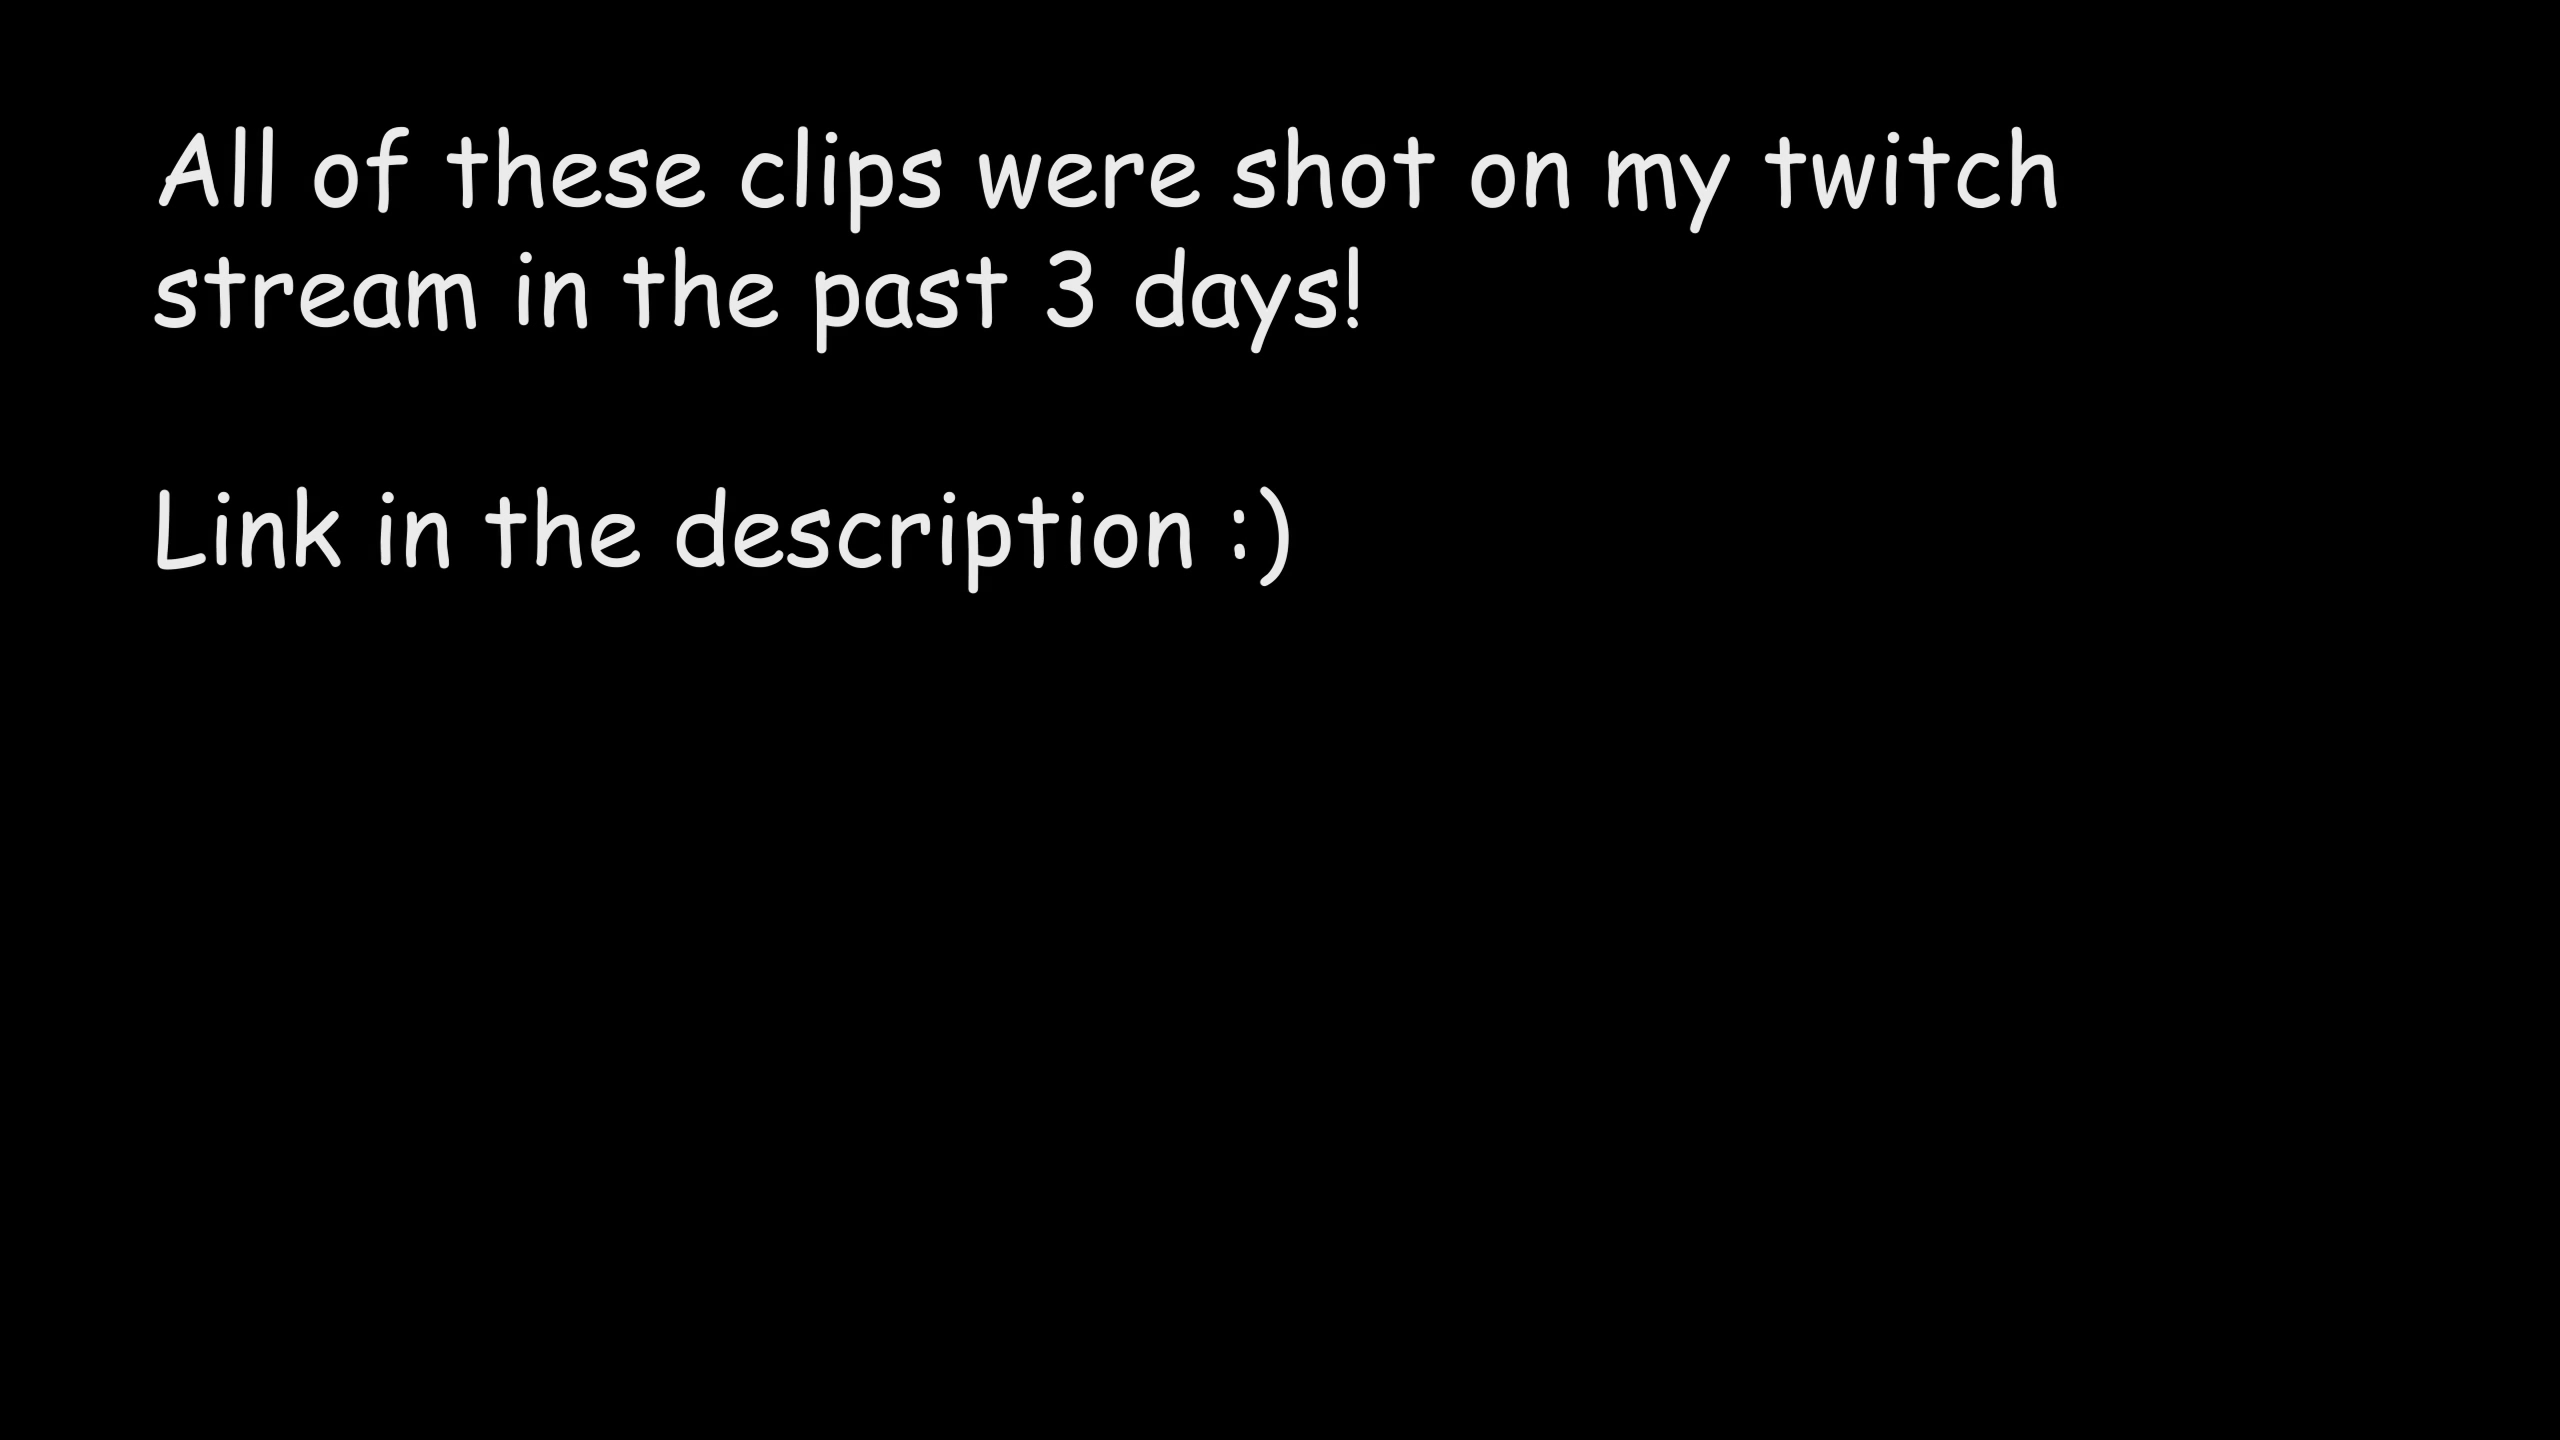 All of these clips were shot on my twitch
stream in the past 3 days!
Link in the description :)